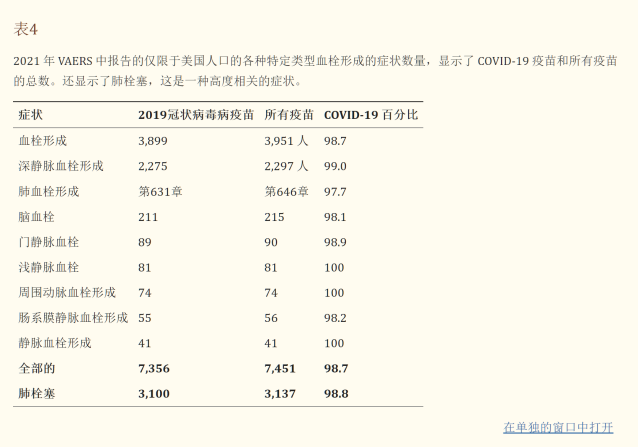 表4
2021 年 VAERS 中报告的仅限于美国人口的各种特定类型血栓形成的症状数量，显示了 COVID-19 疫苗和所有疫苗
的总数。还显示了肺栓塞，这是一种高度相关的症状。
症状 2019冠状病毒病疫苗 所有疫苗 COVID-19 百分比
血栓形成 3,899 3,951 人 98.7
深静脉血栓形成 2,275 2,297 人 99.0
肺血栓形成 第631章 第646章 97.7
脑血栓 211 215 98.1
门静脉血栓 89 90 98.9
浅静脉血栓 81 81 100
周围动脉血栓形成 74 74 100
肠系膜静脉血栓形成 55 56 98.2
静脉血栓形成 41 41 100
全部的 7,356 7,451 98.7
肺栓塞 3,100 3,137 98.8
在单独的窗口中打开